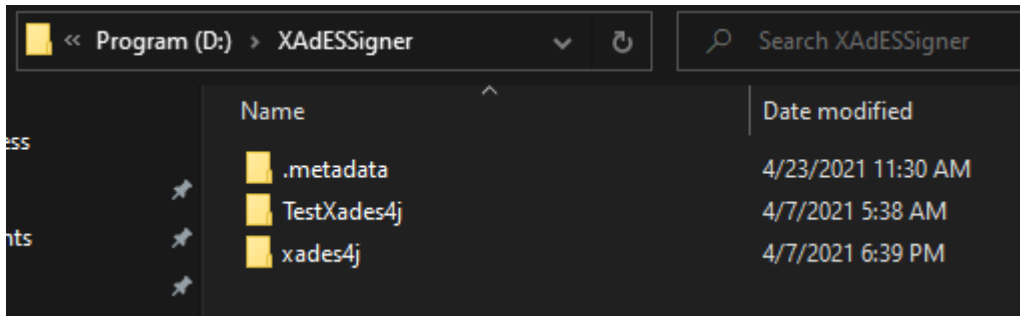 « Program (D:) › XAdESSigner
Search XAdESSigner
Name
Date modified
ess
.metadata
4/23/2021 11:30 AM
TestXades4j
4/7/2021 5:38 AM
nts
xades4j
4/7/2021 6:39 PM